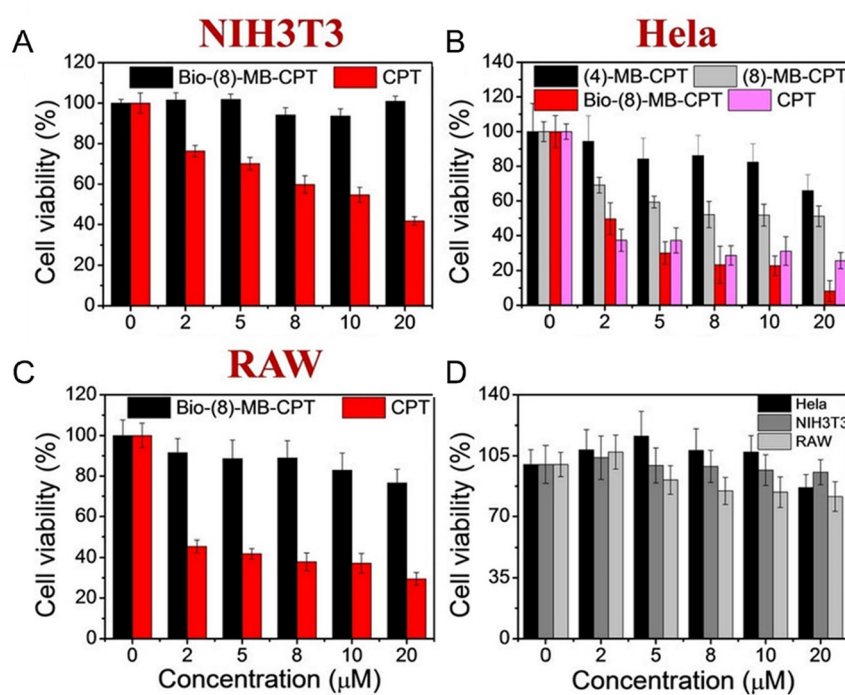 A
NIH3T3
Bio-(8)-MB-CPT CPT
Cell viability (%)
120
100
80
60
40
20
0
0 2 5 8 10 20
B
Hela
(4)-MB-CPT (8)-MB-CPT
Bio-(8)-MB-CPT CPT
Cell viability (%)
140
120
100
80
60
40
20
0
0 2 5 8 10 20
C
RAW
Bio-(8)-MB-CPT CPT
Cell viability (%)
120
100
80
60
40
20
0
0 2 5 8 10 20
Concentration (μM)
D
Hela
NIH3T3
RAW
Cell viability (%)
140
105
75
35
0
0 2 5 8 10 20
Concentration (μM)